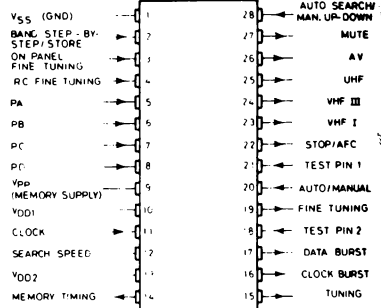 VSS (GND) 1
BAND STEP-BY-
STEP/STORE 2
ON PANEL
FINE TUNING 3
RC FINE TUNING 4
PA 5
PB 6
PC 7
PD 8
VPP
(MEMORY SUPPLY) 9
VDD1 10
CLOCK 11
SEARCH SPEED 12
VDD2 13
MEMORY TIMING 14
AUTO SEARCH/
28 MAN. UP-DOWN
27 MUTE
26 AV
25 UHF
24 VHF III
23 VHF I
22 STOP/AFC
21 TEST PIN 1
20 AUTO/MANUAL
19 FINE TUNING
18 TEST PIN 2
17 DATA BURST
16 CLOCK BURST
15 TUNING